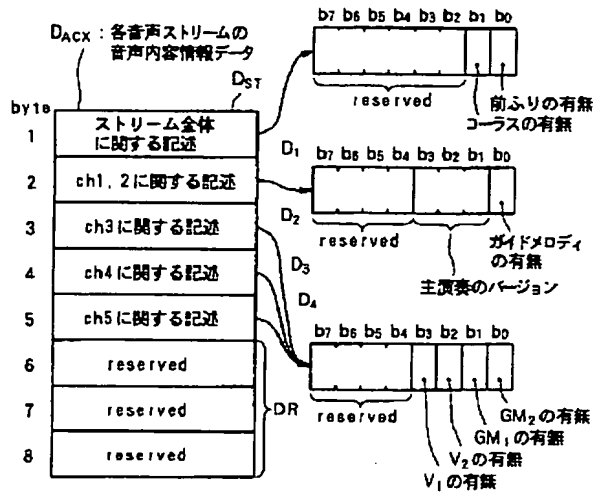 DACX：各音声ストリームの
音声内容情報データ
DST
byte
1 ストリーム全体
に関する記述
2 ch1, 2に関する記述
3 ch3に関する記述
4 ch4に関する記述
5 ch5に関する記述
6 reserved
7 reserved
8 reserved
DR
D1
D2
D3
D4
b7 b6 b5 b4 b3 b2 b1 b0
reserved
前ふりの有無
コーラスの有無
b7 b6 b5 b4 b3 b2 b1 b0
reserved
ガイドメロディ
の有無
主演奏のバージョン
b7 b6 b5 b4 b3 b2 b1 b0
reserved
GM2の有無
GM1の有無
V2の有無
V1の有無